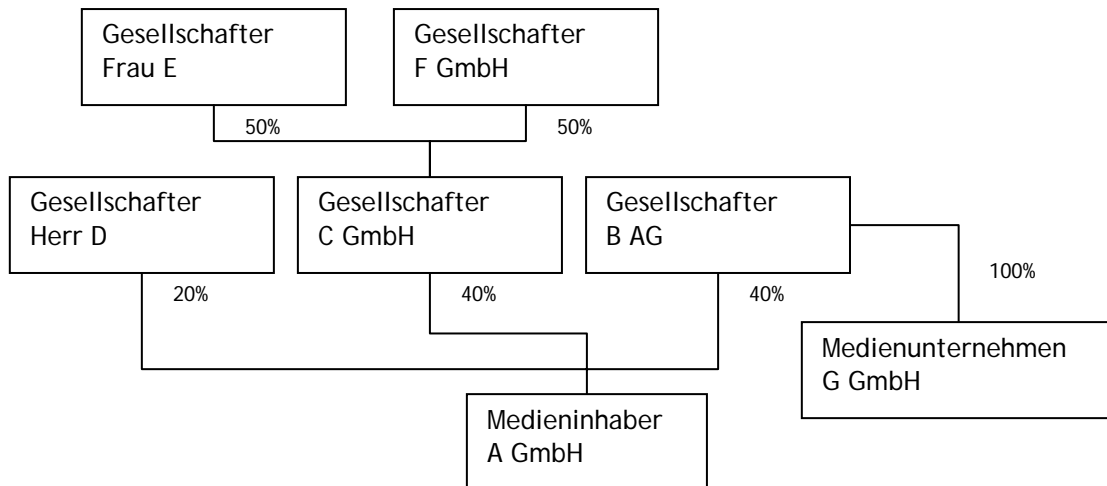 Gesellschafter
Frau E
Gesellschafter
F GmbH
50%
50%
Gesellschafter
Herr D
Gesellschafter
C GmbH
Gesellschafter
B AG
100%
20%
40%
40%
Medienunternehmen
G GmbH
Medieninhaber
A GmbH